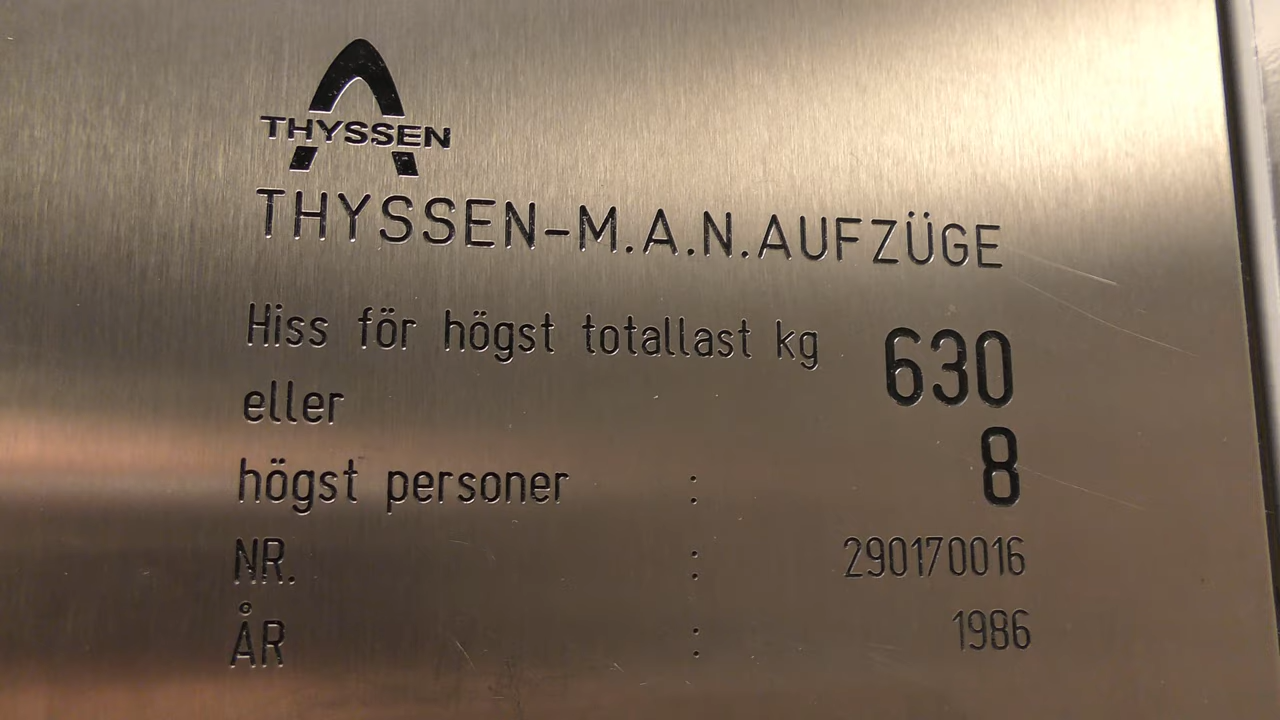 THYSSEN
THYSSEN-M.A.N.AUFZÜGE
Hiss för högst totallast kg 630
eller
högst personer : 8
NR. : 290170016
ÅR : 1986